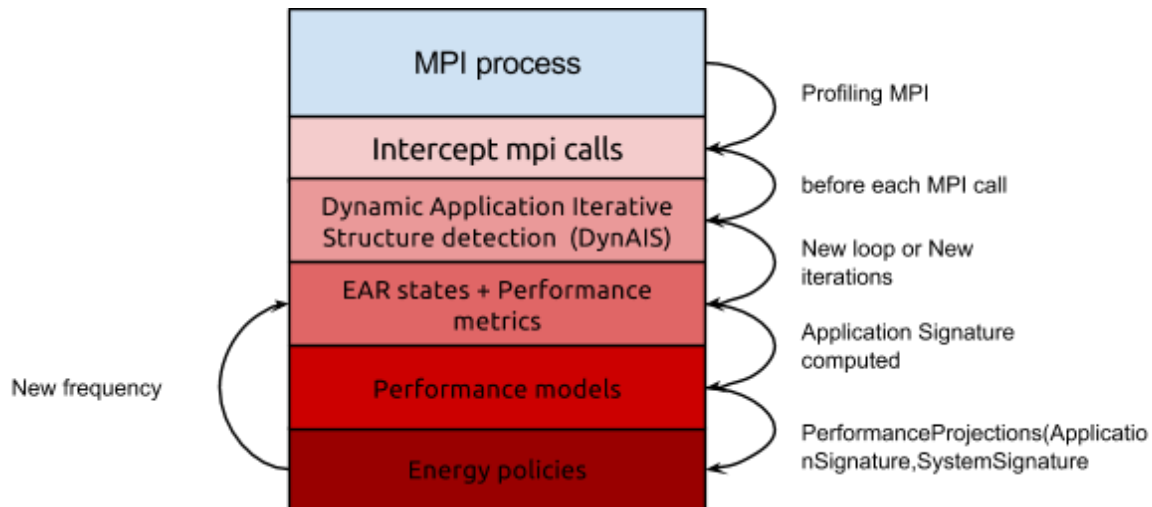 MPI process
Profiling MPI
Intercept mpi calls
before each MPI call
Dynamic Application Iterative
Structure detection (DynAIS)
New loop or New
iterations
EAR states + Performance
metrics
Application Signature
computed
New frequency
Performance models
PerformanceProjections(Applicatio
nSignature,SystemSignature
Energy policies